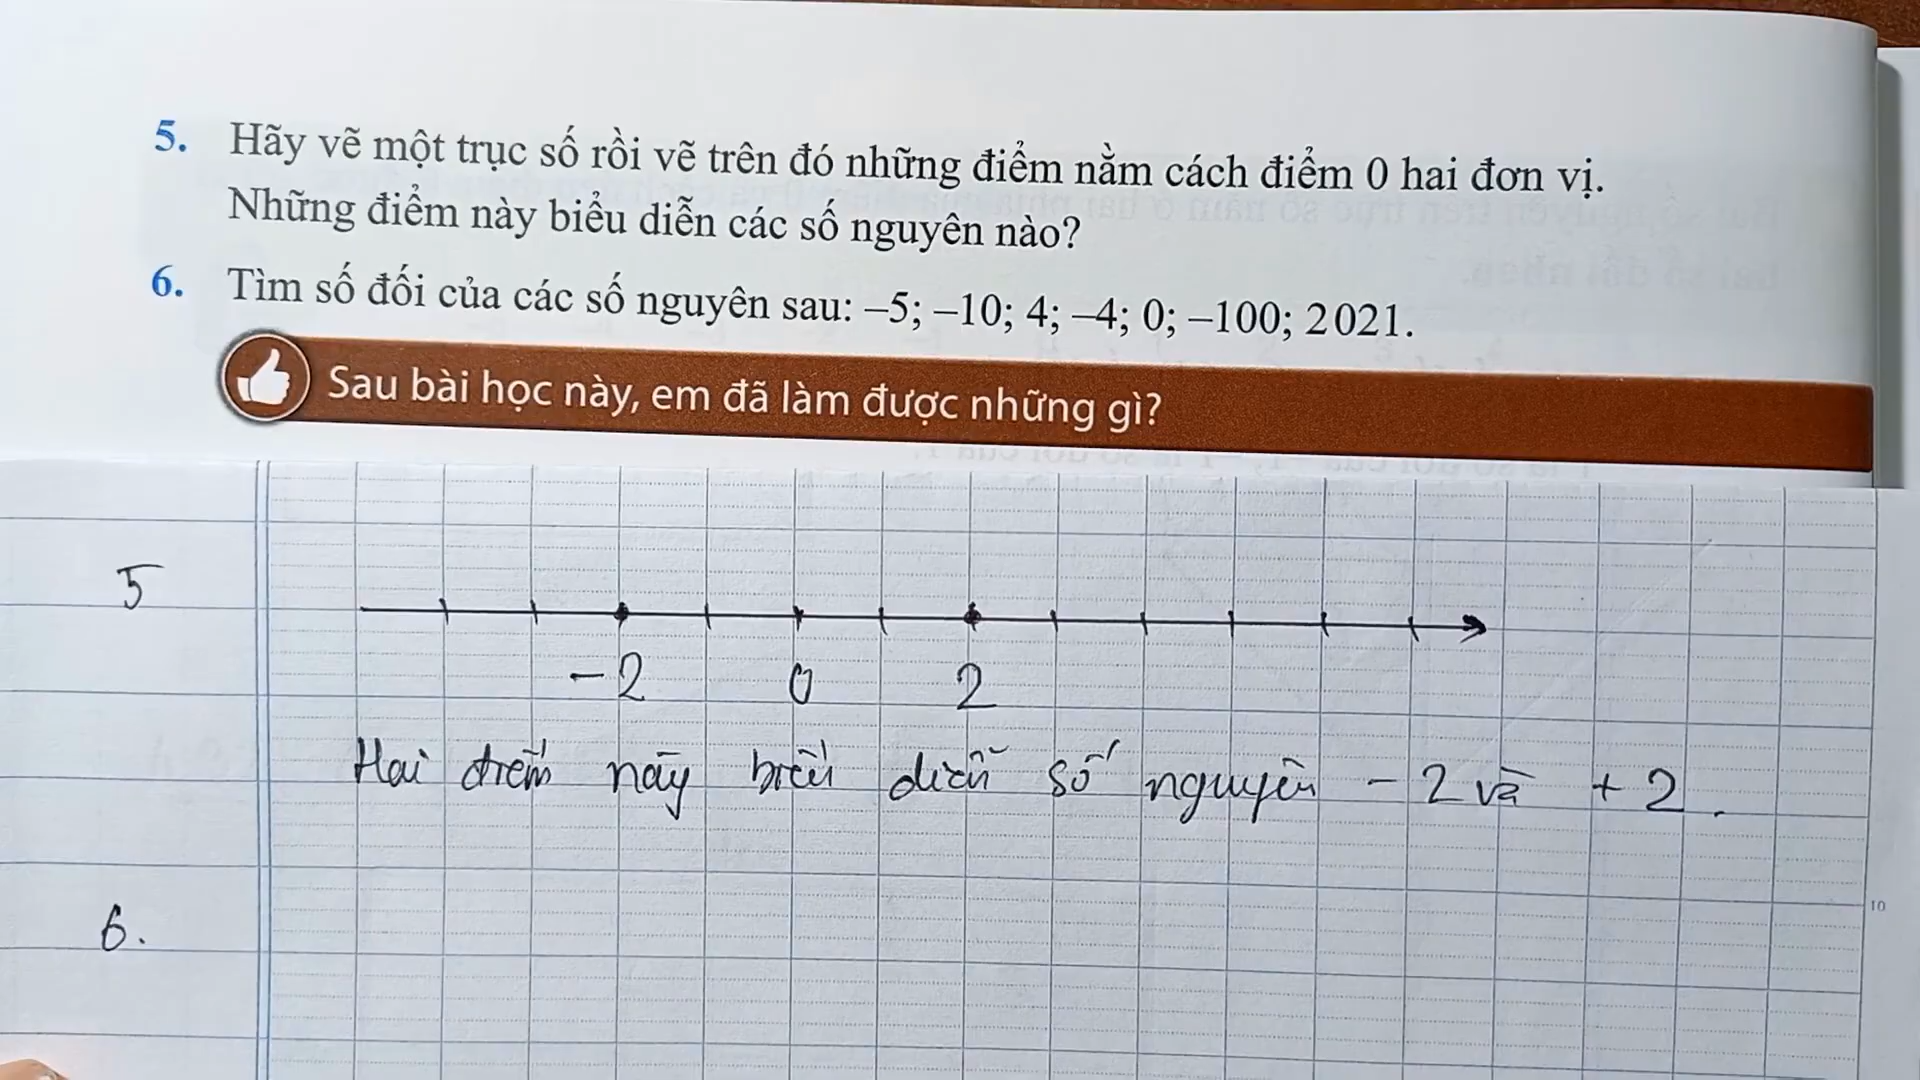 5. Hãy vẽ một trục số rồi vẽ trên đó những điểm nằm cách điểm 0 hai đơn vị.
Những điểm này biểu diễn các số nguyên nào?
6. Tìm số đối của các số nguyên sau: –5; –10; 4; –4; 0; –100; 2021.
Sau bài học này, em đã làm được những gì?
5
-2 0 2
Hai điểm này biểu diễn số nguyên - 2 và + 2.
10
6.